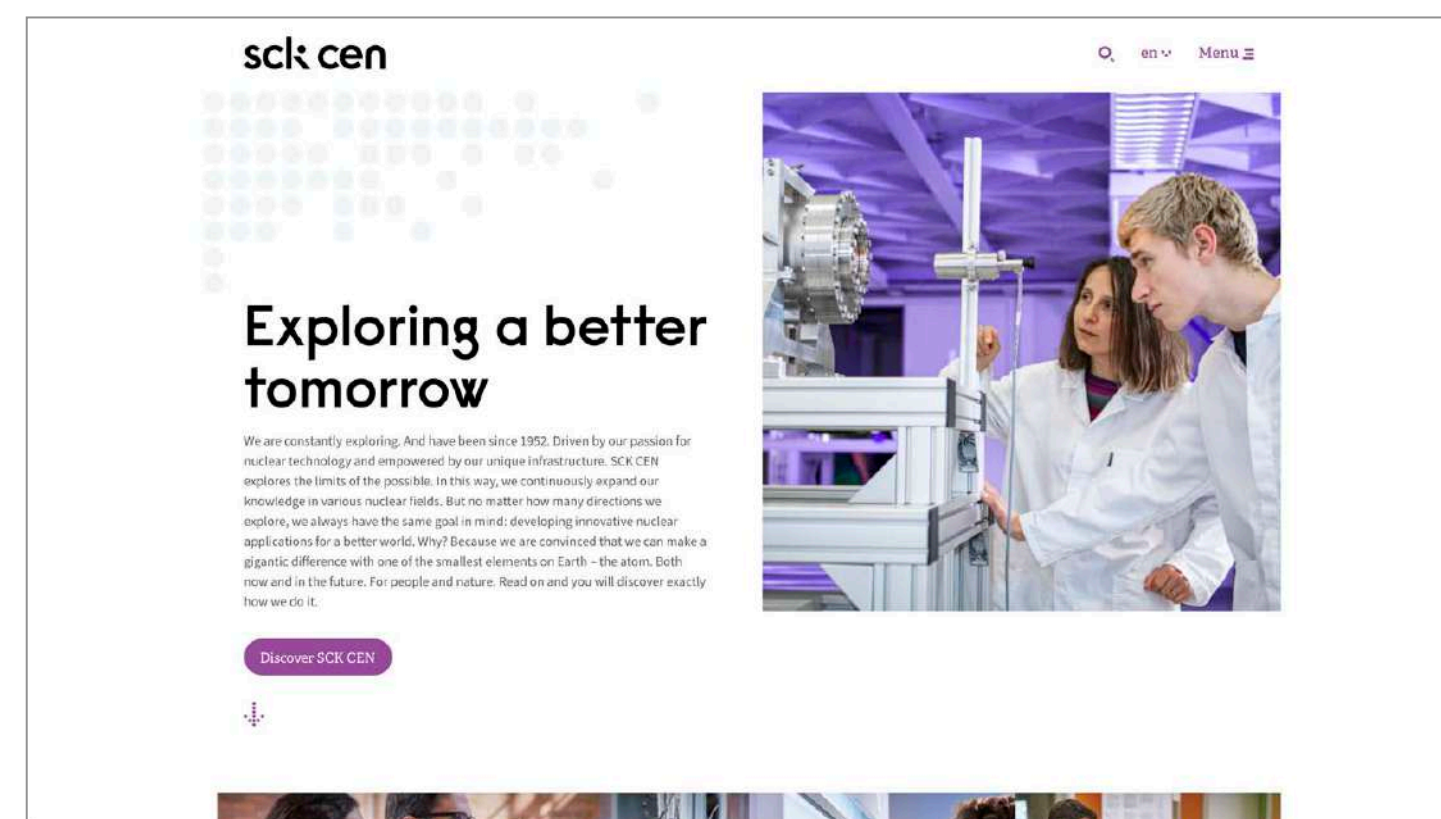 sck cen
en
Menu
Exploring a better
tomorrow
We are constantly exploring. And have been since 1952. Driven by our passion for
nuclear technology and empowered by our unique infrastructure. SCK CEN
explores the limits of the possible. In this way, we continuously expand our
knowledge in various nuclear fields. But no matter how many directions we
explore, we always have the same goal in mind: developing innovative nuclear
applications for a better world. Why? Because we are convinced that we can make a
gigantic difference with one of the smallest elements on Earth – the atom. Both
now and in the future. For people and nature. Read on and you will discover exactly
how we do it.
Discover SCK CEN